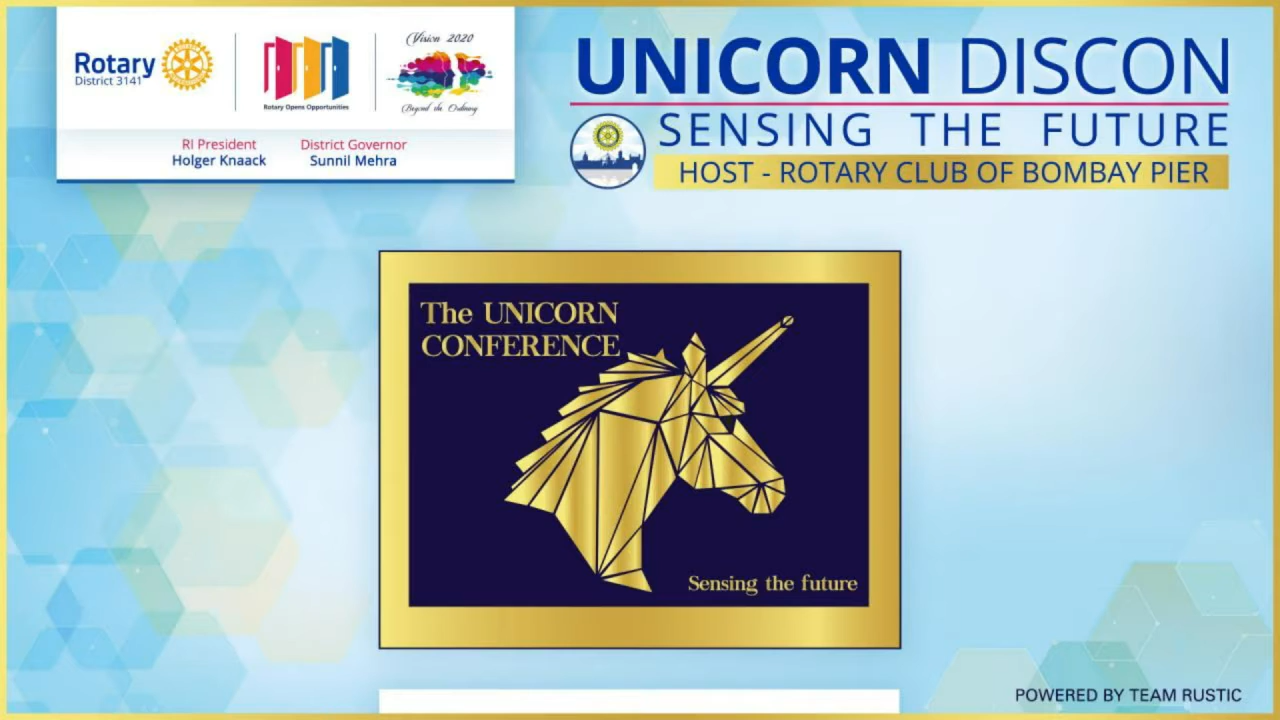 Rotary
District 3141
Rotary Opens Opportunities
Vision 2020
Beyond the Ordinary
RI President
Holger Knaack
District Governor
Sunnil Mehra
UNICORN DISCON
SENSING THE FUTURE
HOST - ROTARY CLUB OF BOMBAY PIER
The UNICORN
CONFERENCE
Sensing the future
POWERED BY TEAM RUSTIC